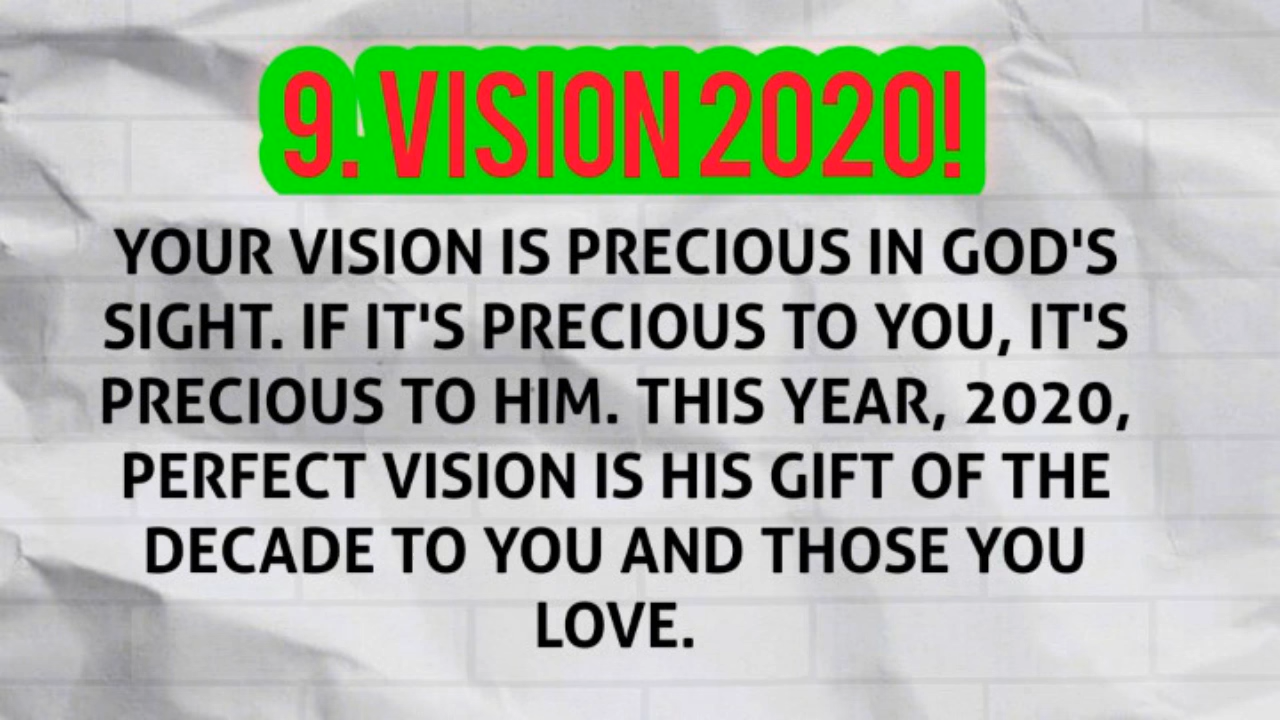 9. VISION 2020!
YOUR VISION IS PRECIOUS IN GOD'S
SIGHT. IF IT'S PRECIOUS TO YOU, IT'S
PRECIOUS TO HIM. THIS YEAR, 2020,
PERFECT VISION IS HIS GIFT OF THE
DECADE TO YOU AND THOSE YOU
LOVE.